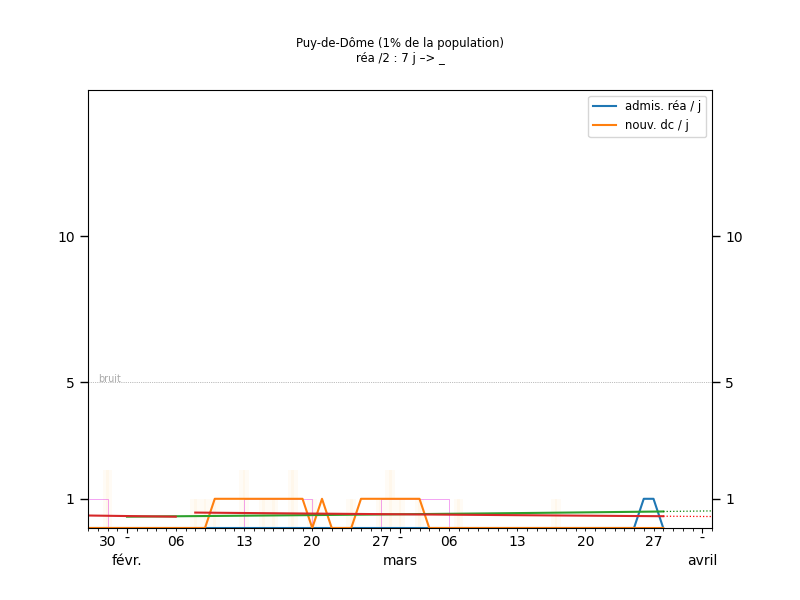 Puy-de-Dôme (1% de la population)
réa /2 : 7 j –> _
admis. réa / j
nouv. dc / j
10 10
bruit
5 5
1 1
30 - 06 13 20 27 - 06 13 20 27 -
févr. mars avril